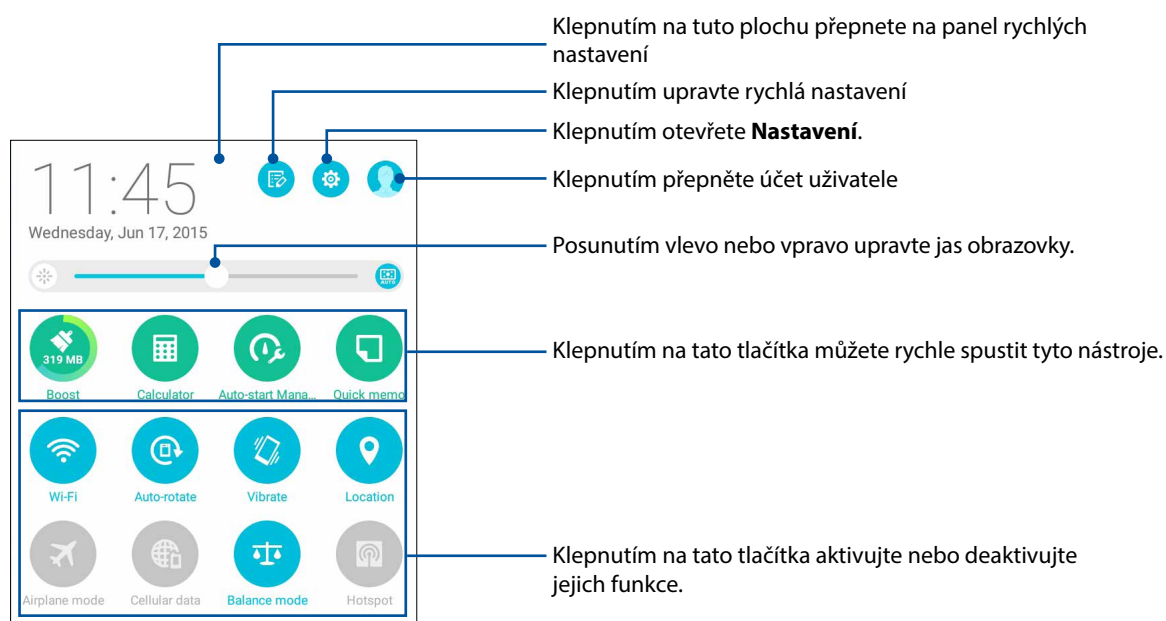 Klepnutím na tuto plochu přepnete na panel rychlých
nastavení
Klepnutím upravte rychlá nastavení
Klepnutím otevřete Nastavení.
Klepnutím přepněte účet uživatele
Posunutím vlevo nebo vpravo upravte jas obrazovky.
Klepnutím na tato tlačítka můžete rychle spustit tyto nástroje.
Klepnutím na tato tlačítka aktivujte nebo deaktivujte
jejich funkce.
11:45
Wednesday, Jun 17, 2015
AUTO
319 MB
Boost Calculator Auto-start Mana... Quick memo
Wi-Fi Auto-rotate Vibrate Location
Airplane mode Cellular data Balance mode Hotspot